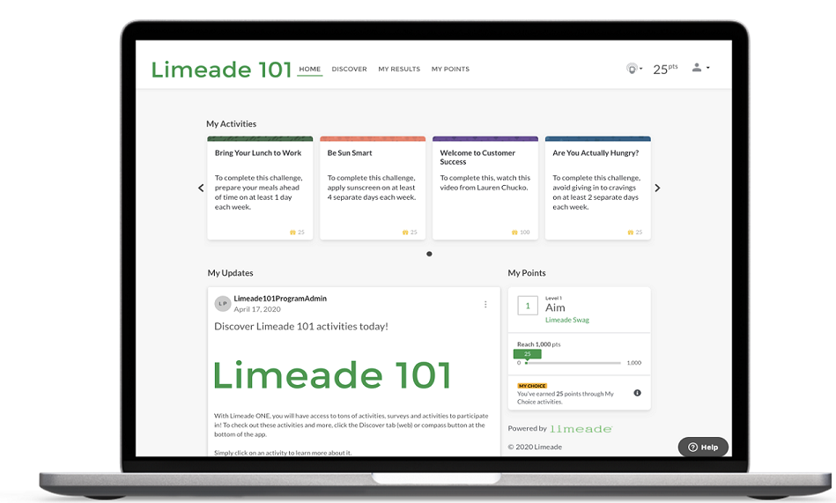 Limeade 101
HOME DISCOVER MY RESULTS MY POINTS
25 pts
My Activities
Bring Your Lunch to Work
To complete this challenge,
prepare your meals ahead
of time on at least 1 day
each week.
25
Be Sun Smart
To complete this challenge,
apply sunscreen on at least
4 separate days each week.
25
Welcome to Customer
Success
To complete this, watch this
video from Lauren Chucko.
100
Are You Actually Hungry?
To complete this challenge,
avoid giving in to cravings
on at least 2 separate days
each week.
25
My Updates
LP
Limeade101ProgramAdmin
April 17, 2020
Discover Limeade 101 activities today!
Limeade 101
With Limeade ONE, you will have access to tons of activities, surveys and activities to participate
in! To check out these activities and more, click the Discover tab (web) or compass button at the
bottom of the app.
Simply click on an activity to learn more about it.
My Points
1
Level 1
Aim
Limeade Swag
Reach 1,000 pts
25
0
1,000
MY CHOICE
You've earned 25 points through My
Choice activities.
Powered by limeade
© 2020 Limeade
Help